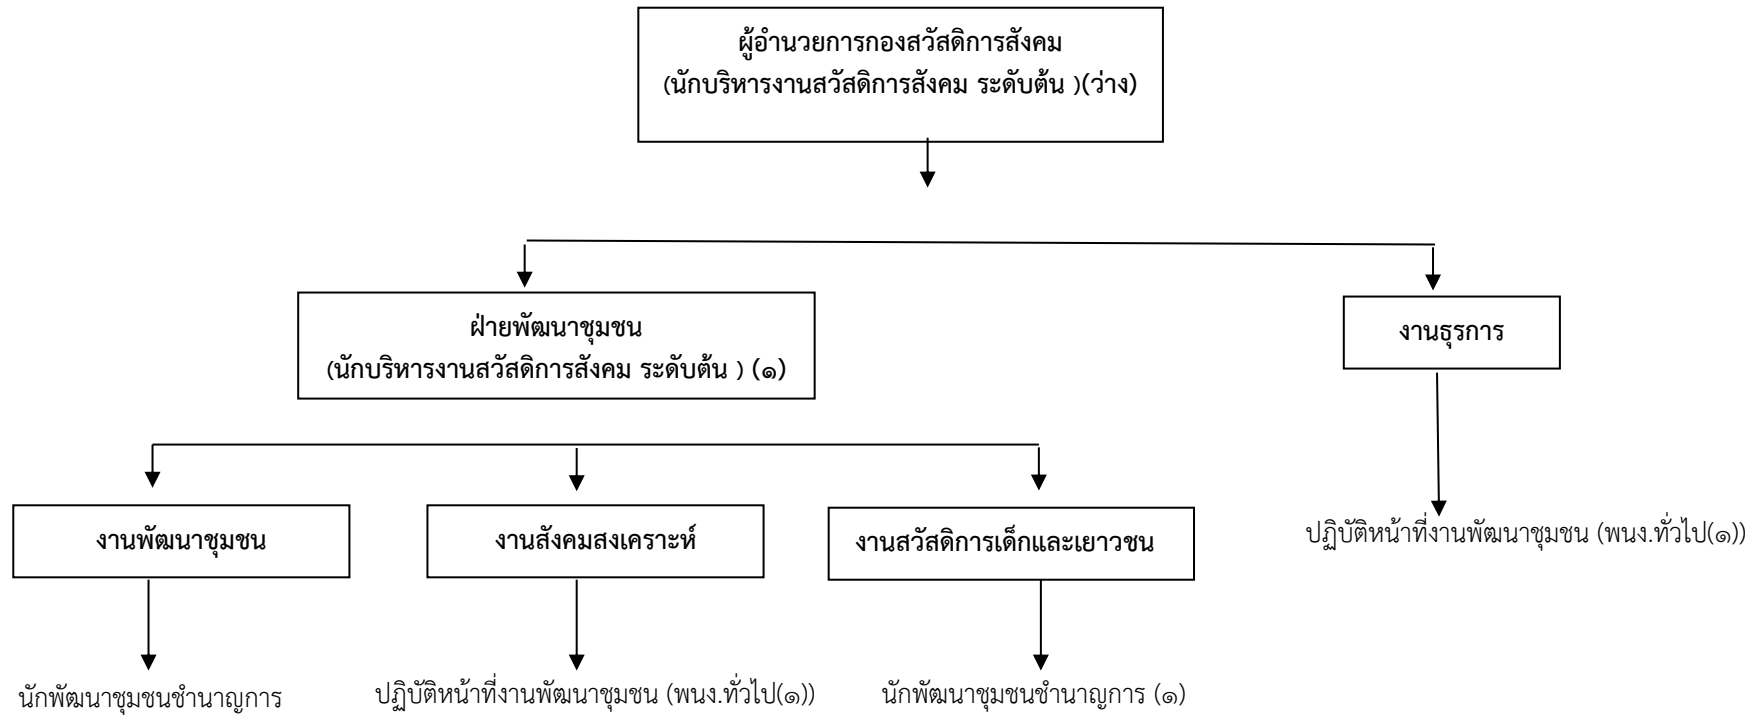 ผู้อำนวยการกองสวัสดิการสังคม
(นักบริหารงานสวัสดิการสังคม ระดับต้น )(ว่าง)
ฝ่ายพัฒนาชุมชน
(นักบริหารงานสวัสดิการสังคม ระดับต้น ) (๑)
งานธุรการ
งานพัฒนาชุมชน
งานสังคมสงเคราะห์
งานสวัสดิการเด็กและเยาวชน
ปฏิบัติหน้าที่งานพัฒนาชุมชน (พนง.ทั่วไป(๑))
นักพัฒนาชุมชนชำนาญการ
ปฏิบัติหน้าที่งานพัฒนาชุมชน (พนง.ทั่วไป(๑))
นักพัฒนาชุมชนชำนาญการ (๑)